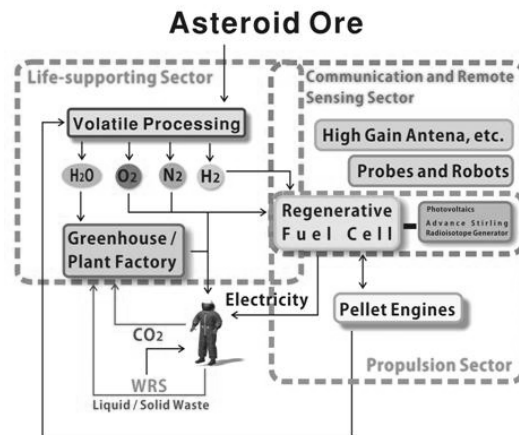 Asteroid Ore
Life-supporting Sector
Communication and Remote
Sensing Sector
Volatile Processing
High Gain Antena, etc.
Probes and Robots
H2O
O2
N2
H2
Regenerative
Fuel Cell
Photovoltaics
Advance Stirling
Radioisotope Generator
Greenhouse /
Plant Factory
Electricity
Pellet Engines
CO2
WRS
Liquid / Solid Waste
Propulsion Sector